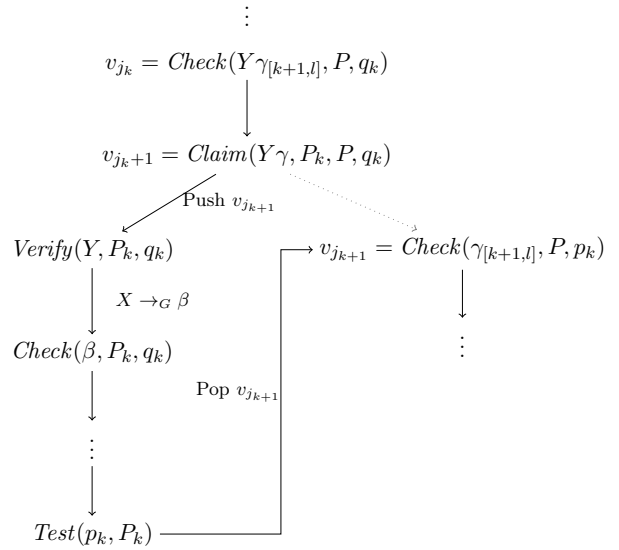 ⋮
v_{j_k} = Check(Yγ_{[k+1,l]}, P, q_k)
v_{j_k+1} = Claim(Yγ, P_k, P, q_k)
Push v_{j_{k+1}}
Verify(Y, P_k, q_k)
v_{j_{k+1}} = Check(γ_{[k+1,l]}, P, p_k)
X →_G β
⋮
Check(β, P_k, q_k)
Pop v_{j_{k+1}}
⋮
Test(p_k, P_k)